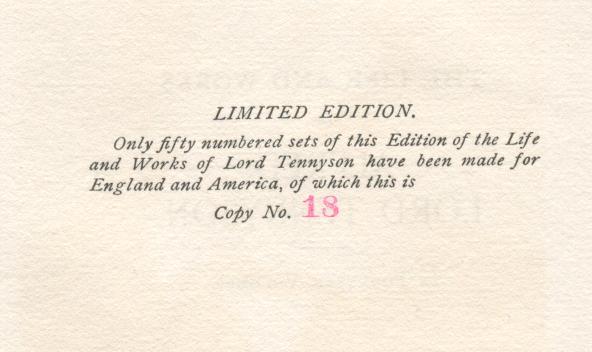 LIMITED EDITION.
Only fifty numbered sets of this Edition of the Life
and Works of Lord Tennyson have been made for
England and America, of which this is
Copy No. 18